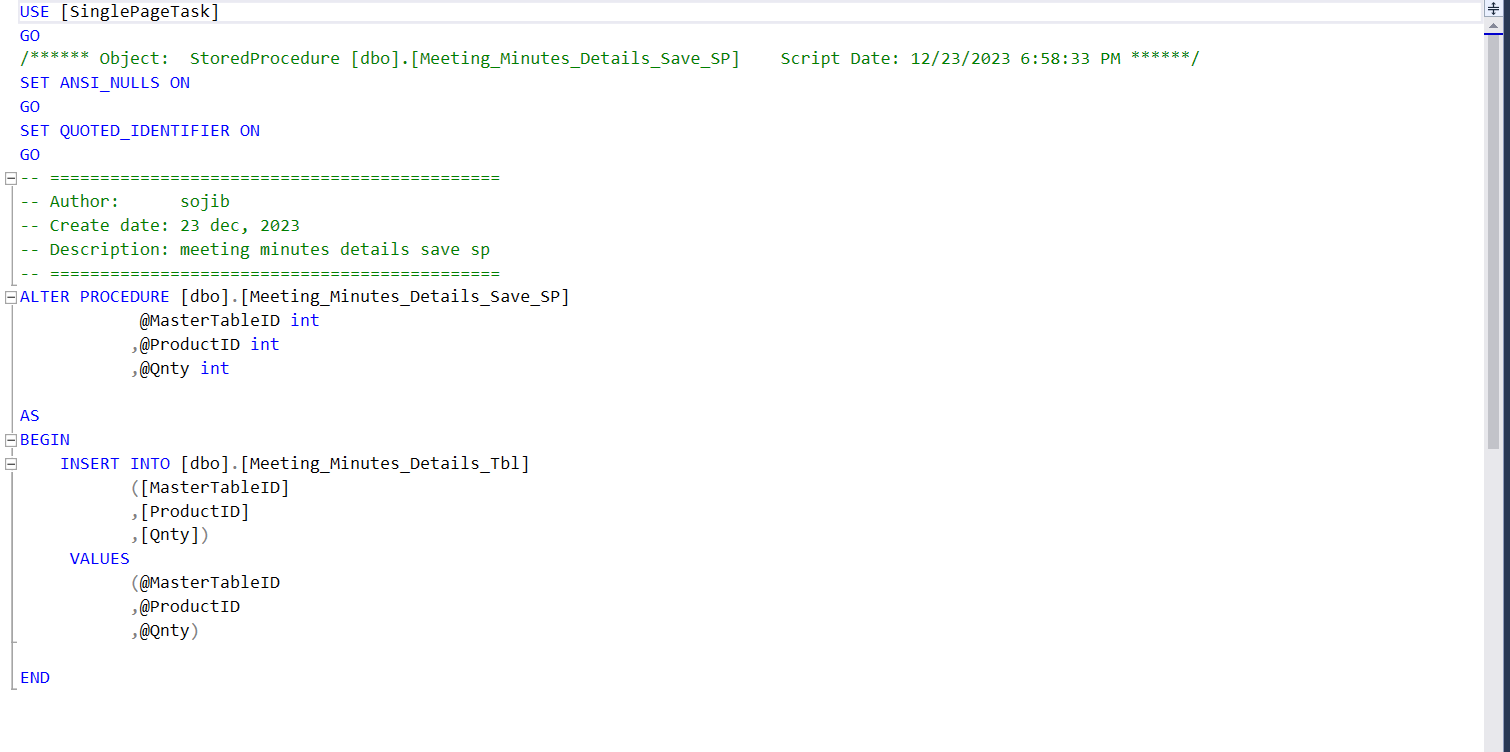 USE [SinglePageTask]
GO
/****** Object:  StoredProcedure [dbo].[Meeting_Minutes_Details_Save_SP]    Script Date: 12/23/2023 6:58:33 PM ******/
SET ANSI_NULLS ON
GO
SET QUOTED_IDENTIFIER ON
GO
-- =============================================
-- Author:      sojib
-- Create date: 23 dec, 2023
-- Description: meeting minutes details save sp
-- =============================================
ALTER PROCEDURE [dbo].[Meeting_Minutes_Details_Save_SP]
            @MasterTableID int
           ,@ProductID int
           ,@Qnty int
AS
BEGIN
    INSERT INTO [dbo].[Meeting_Minutes_Details_Tbl]
           ([MasterTableID]
           ,[ProductID]
           ,[Qnty])
     VALUES
           (@MasterTableID
           ,@ProductID
           ,@Qnty)
END